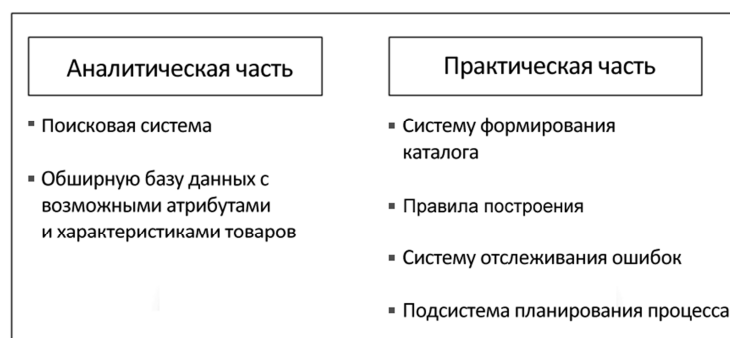 Аналитическая часть
▪ Поисковая система
▪ Обширную базу данных с
возможными атрибутами
и характеристиками товаров
Практическая часть
▪ Систему формирования
каталога
▪ Правила построения
▪ Систему отслеживания ошибок
▪ Подсистема планирования процесса